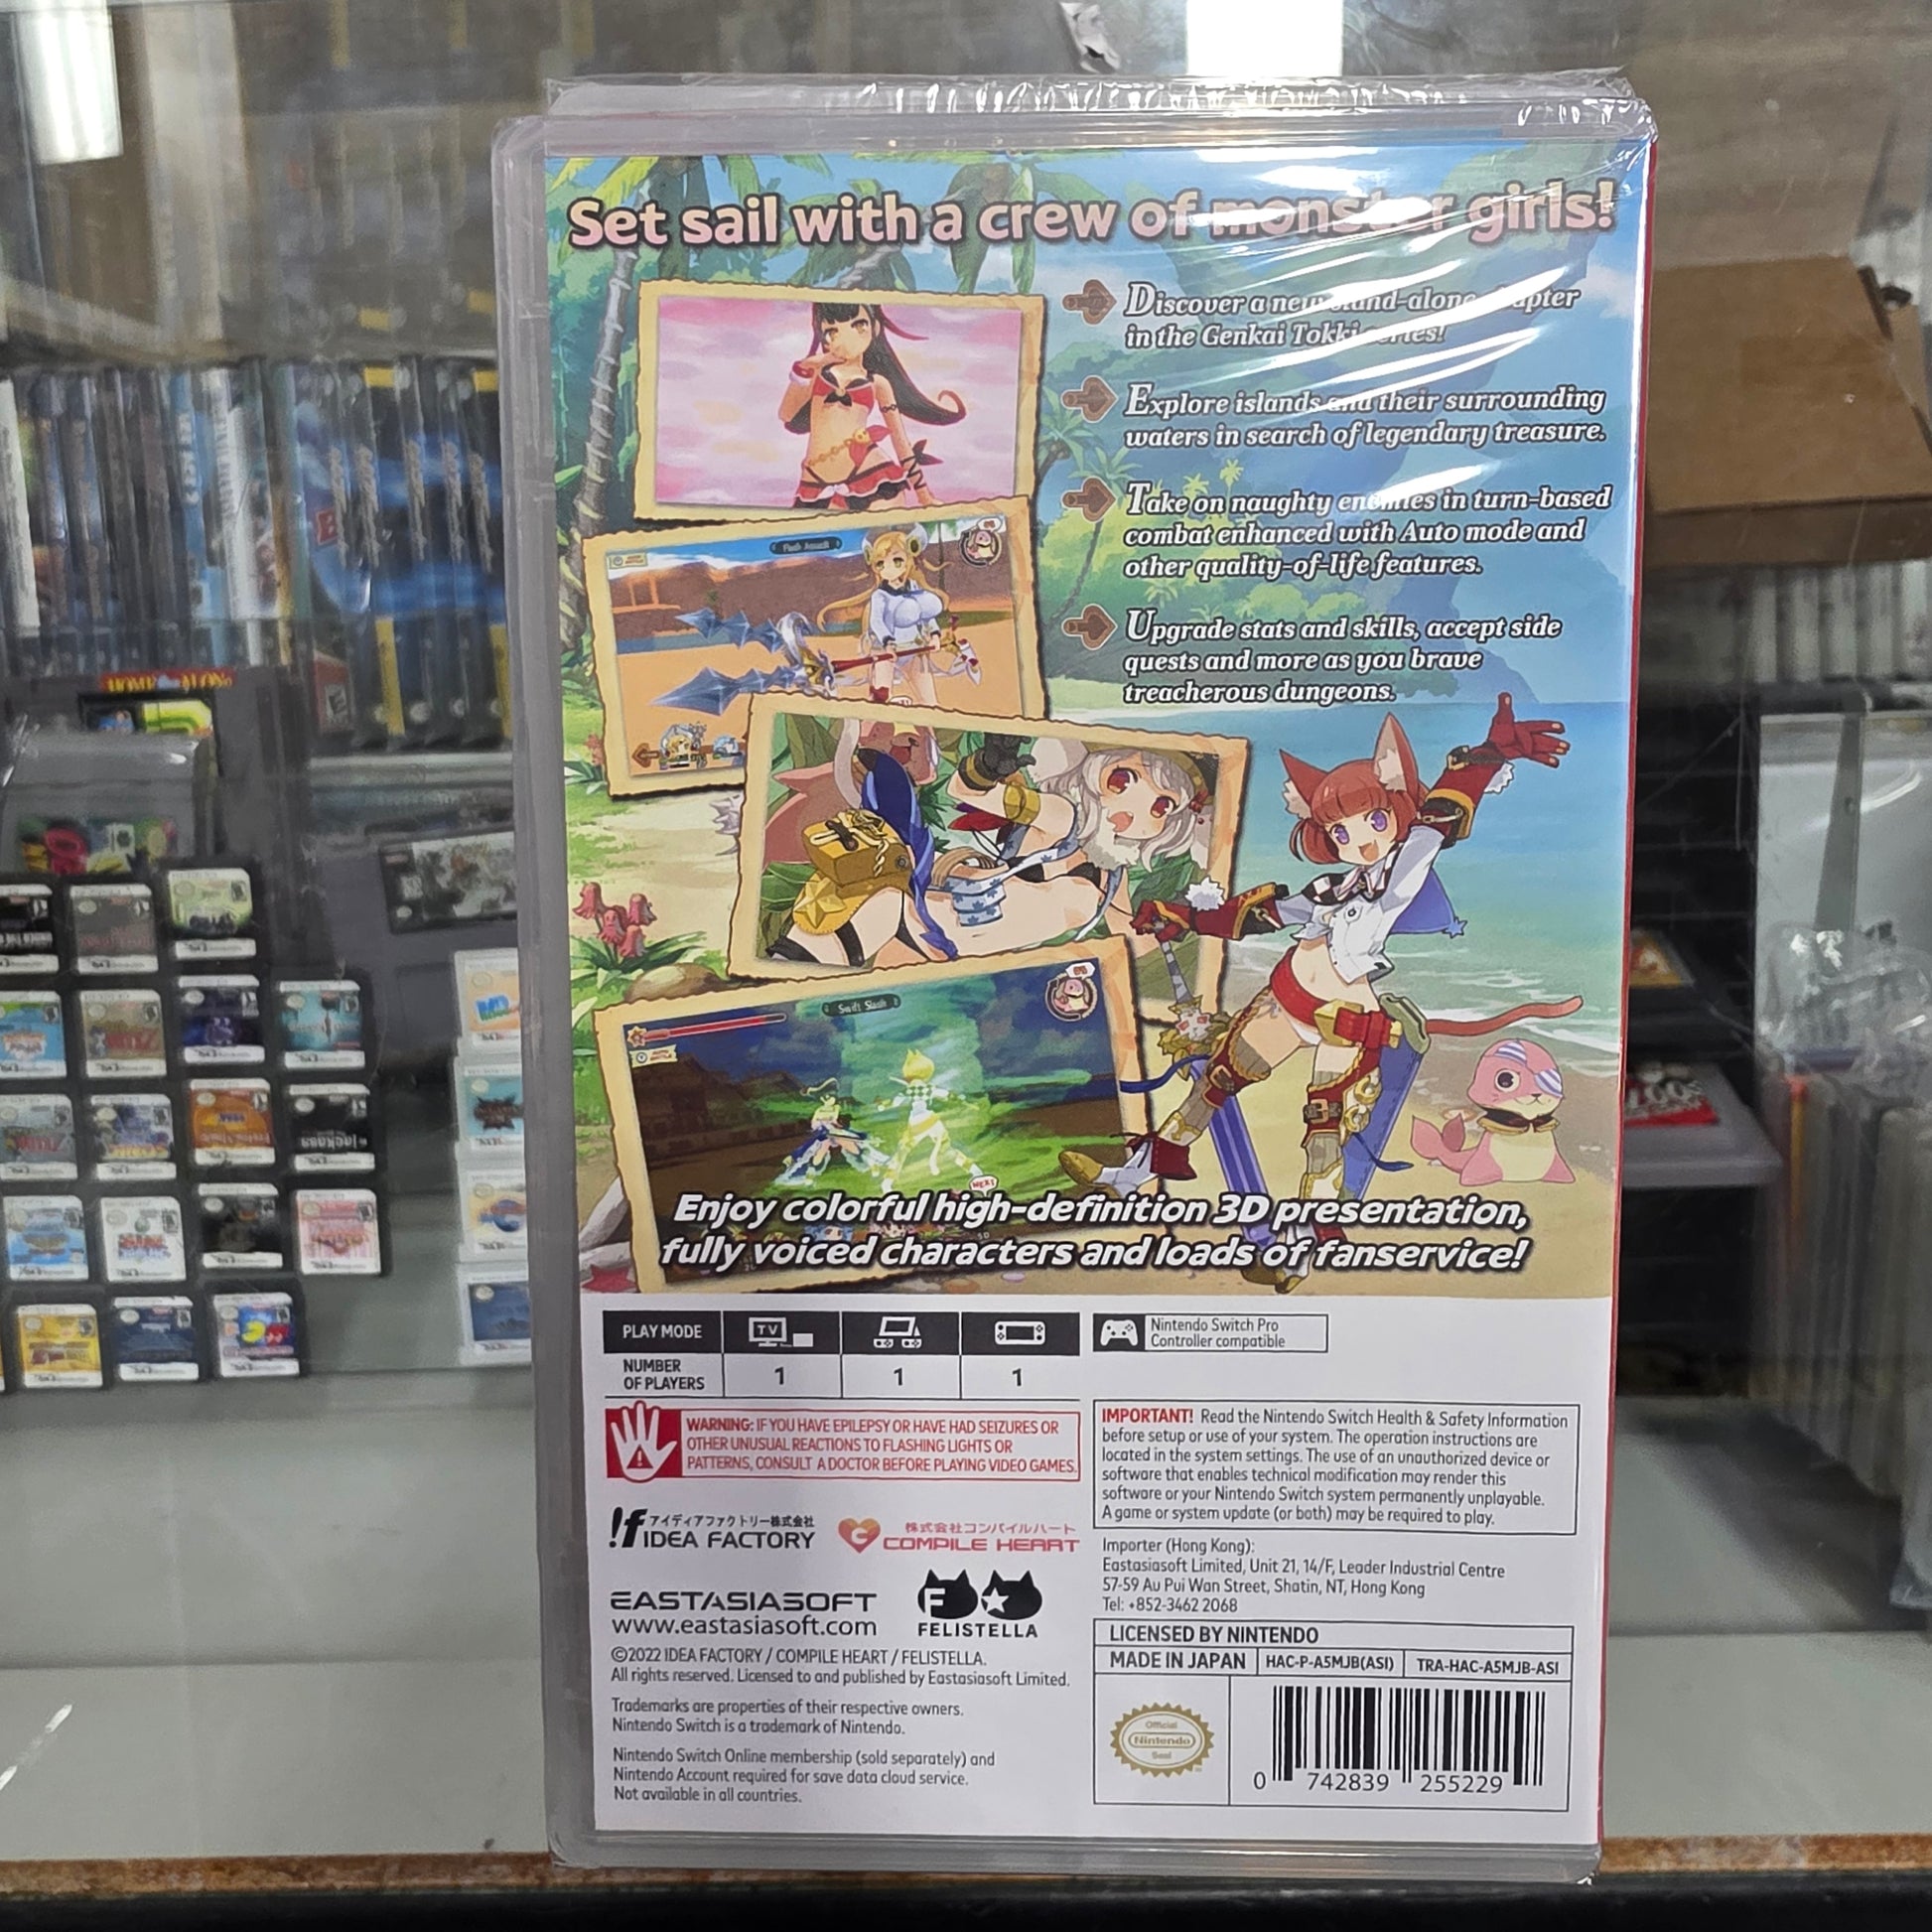 Set sail with a crew of monster girls!
Discover a new stand-alone chapter
in the Genkai Tokki series!
Explore islands and their surrounding
waters in search of legendary treasure.
Take on naughty enemies in turn-based
combat enhanced with Auto mode and
other quality-of-life features.
Upgrade stats and skills, accept side
quests and more as you brave
treacherous dungeons.
Swift Slash
NEXT
Enjoy colorful high-definition 3D presentation,
fully voiced characters and loads of fanservice!
PLAY MODE
TV
NUMBER
OF PLAYERS
1
1
1
Nintendo Switch Pro
Controller compatible
WARNING: IF YOU HAVE EPILEPSY OR HAVE HAD SEIZURES OR
OTHER UNUSUAL REACTIONS TO FLASHING LIGHTS OR
PATTERNS, CONSULT A DOCTOR BEFORE PLAYING VIDEO GAMES.
IMPORTANT! Read the Nintendo Switch Health & Safety Information
before setup or use of your system. The operation instructions are
located in the system settings. The use of an unauthorized device or
software that enables technical modification may render this
software or your Nintendo Switch system permanently unplayable.
A game or system update (or both) may be required to play.
!f アイディアファクトリー株式会社
IDEA FACTORY
株式会社コンパイルハート
COMPILE HEART
Importer (Hong Kong):
Eastasiasoft Limited, Unit 21, 14/F, Leader Industrial Centre
57-59 Au Pui Wan Street, Shatin, NT, Hong Kong
Tel: +852-3462 2068
EASTASIASOFT
www.eastasiasoft.com
F
FELISTELLA
©2022 IDEA FACTORY / COMPILE HEART / FELISTELLA.
All rights reserved. Licensed to and published by Eastasiasoft Limited.
Trademarks are properties of their respective owners.
Nintendo Switch is a trademark of Nintendo.
Nintendo Switch Online membership (sold separately) and
Nintendo Account required for save data cloud service.
Not available in all countries.
LICENSED BY NINTENDO
MADE IN JAPAN
HAC-P-A5MJB(ASI)
TRA-HAC-A5MJB-ASI
Official
Nintendo
Seal
0 742839 255229
HOME ALONE
jackass